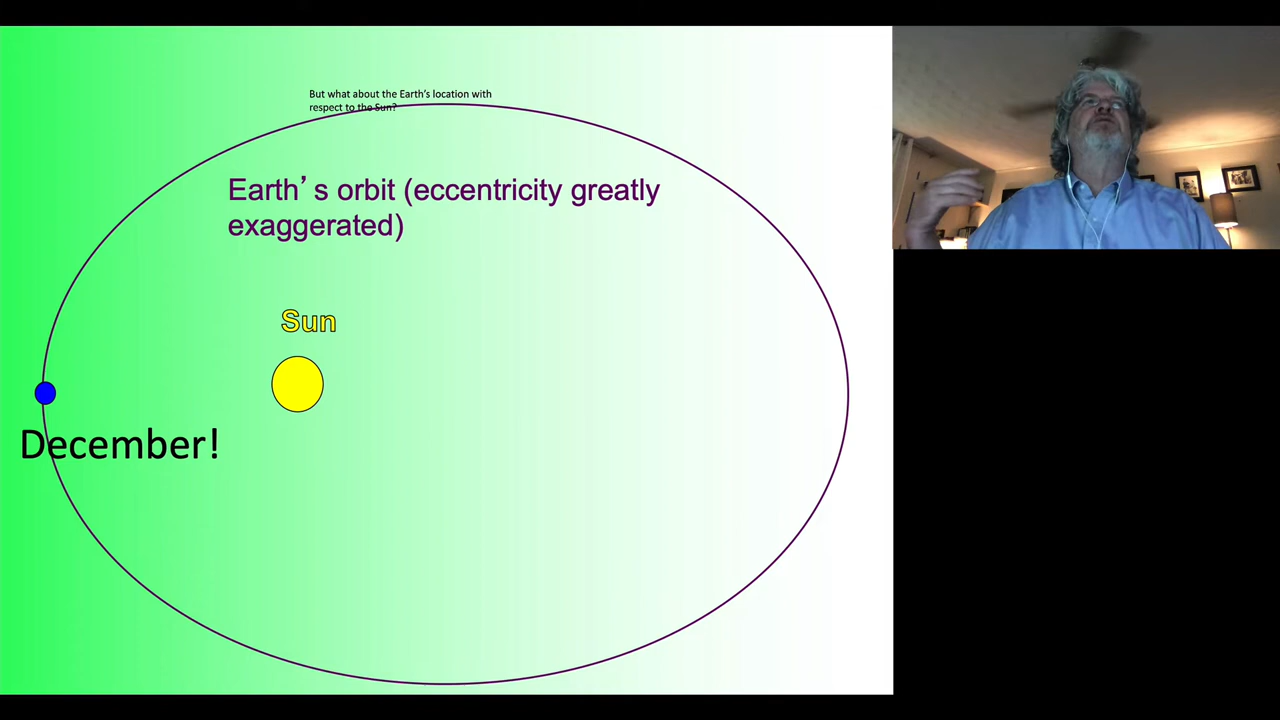 But what about the Earth’s location with
respect to the Sun?
Earth’s orbit (eccentricity greatly
exaggerated)
Sun
December!